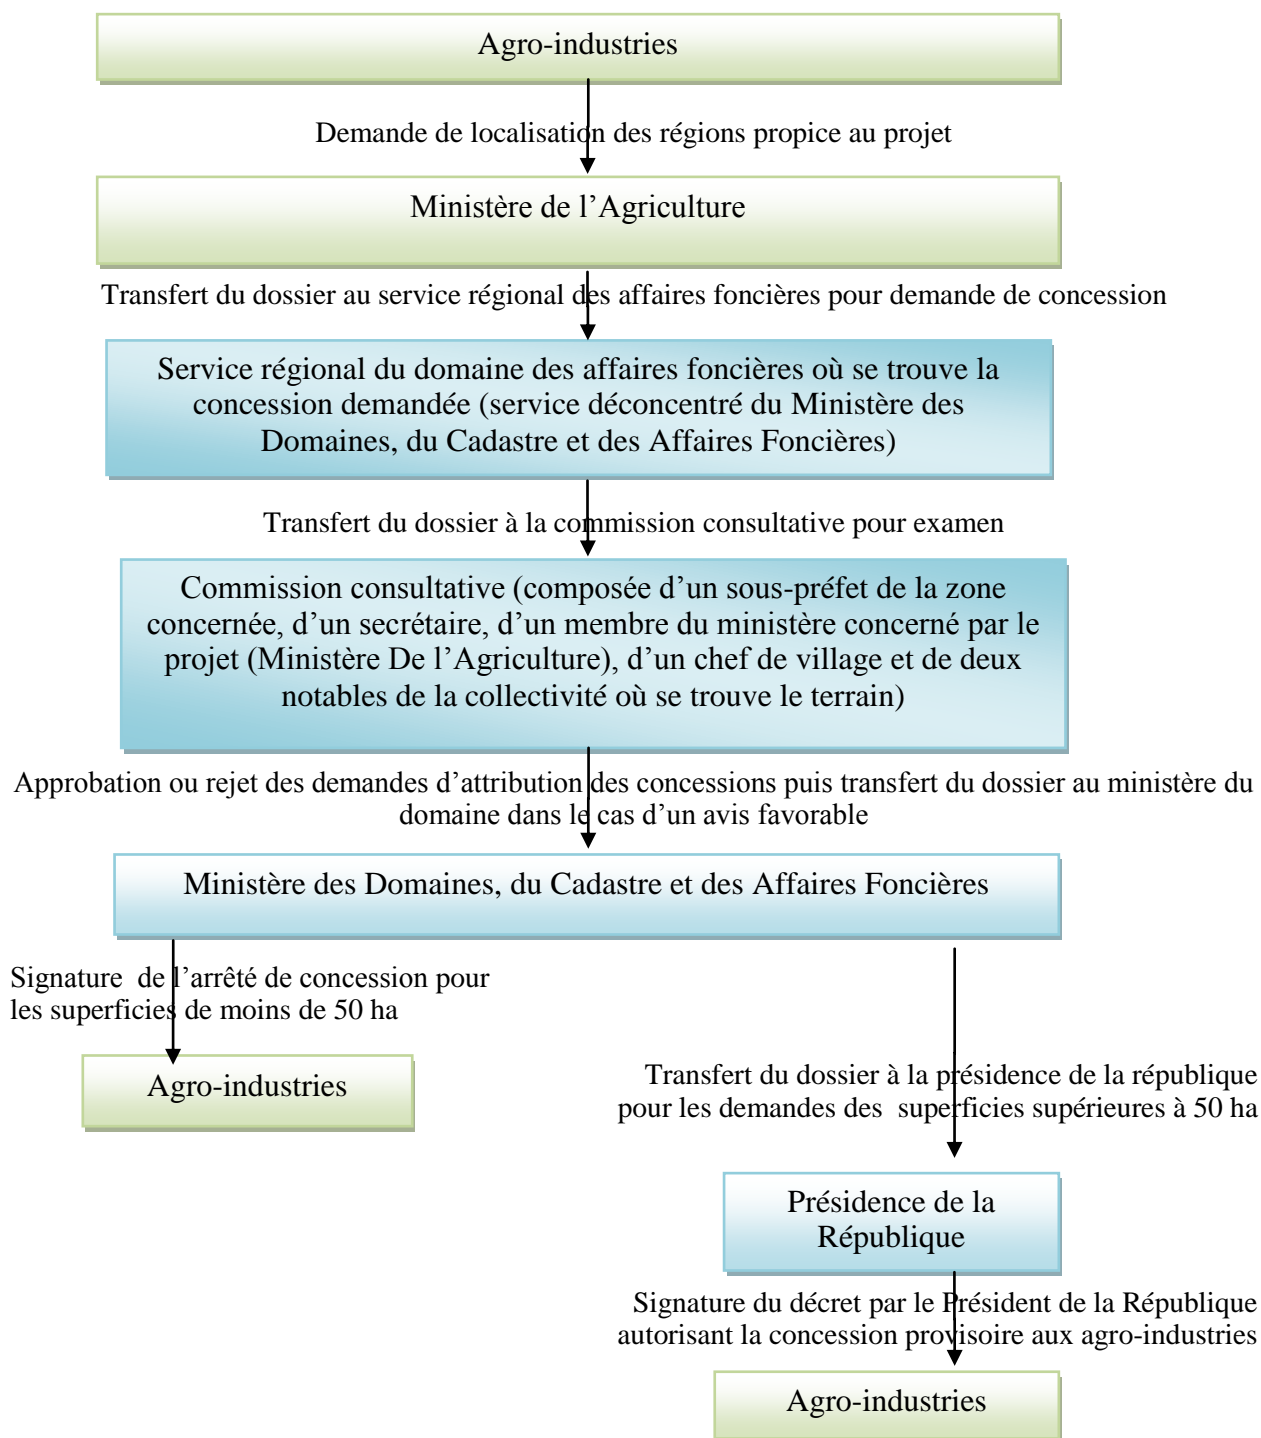 Agro-industries
Demande de localisation des régions propice au projet
Ministère de l’Agriculture
Transfert du dossier au service régional des affaires foncières pour demande de concession
Service régional du domaine des affaires foncières où se trouve la
concession demandée (service déconcentré du Ministère des
Domaines, du Cadastre et des Affaires Foncières)
Transfert du dossier à la commission consultative pour examen
Commission consultative (composée d’un sous-préfet de la zone
concernée, d’un secrétaire, d’un membre du ministère concerné par le
projet (Ministère De l’Agriculture), d’un chef de village et de deux
notables de la collectivité où se trouve le terrain)
Approbation ou rejet des demandes d’attribution des concessions puis transfert du dossier au ministère du
domaine dans le cas d’un avis favorable
Ministère des Domaines, du Cadastre et des Affaires Foncières
Signature  de l’arrêté de concession pour
les superficies de moins de 50 ha
Agro-industries
Transfert du dossier à la présidence de la république
pour les demandes des  superficies supérieures à 50 ha
Présidence de la
République
Signature du décret par le Président de la République
autorisant la concession provisoire aux agro-industries
Agro-industries